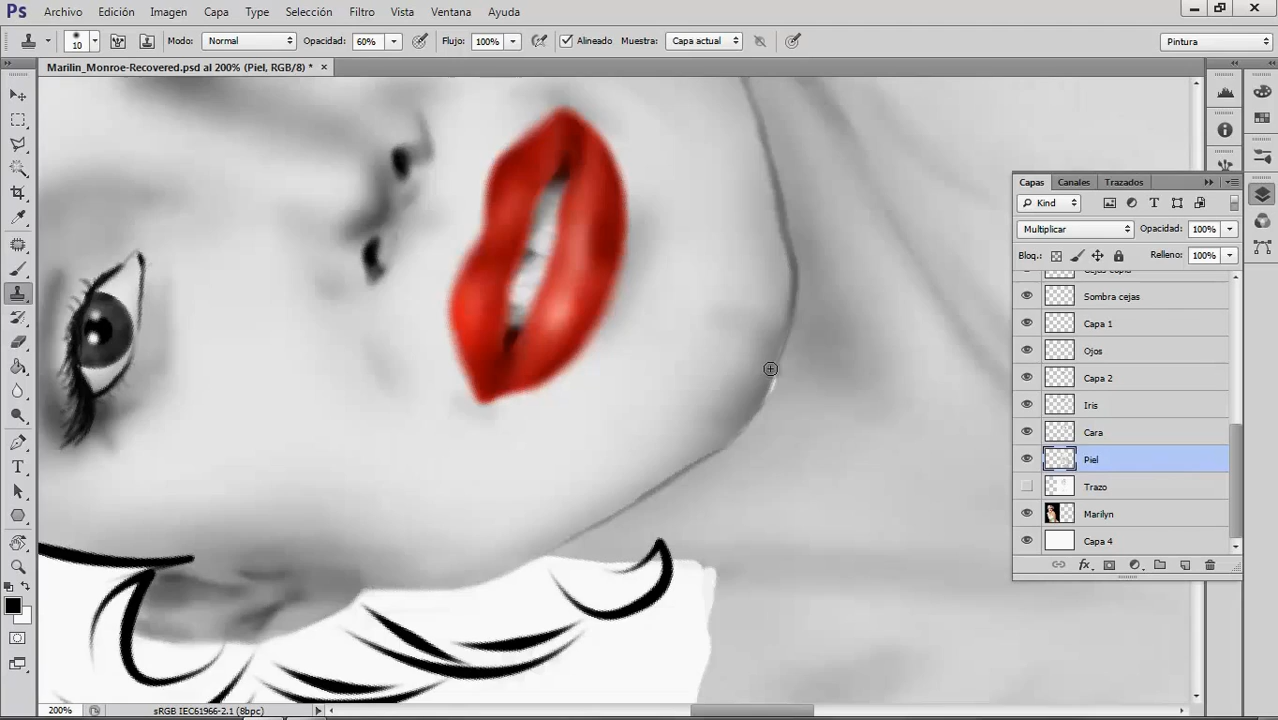 Ps Archivo Edición Imagen Capa Type Selección Filtro Vista Ventana Ayuda
10 Modo: Normal Opacidad: 60% Flujo: 100% Alineado Muestra: Capa actual Pintura
Marilin_Monroe-Recovered.psd al 200% (Piel, RGB/8) *
Capas Canales Trazados
Kind
Multiplicar Opacidad: 100%
Bloq.: Relleno: 100%
Sombra cejas
Capa 1
Ojos
Capa 2
Iris
Cara
Piel
Trazo
Marilyn
Capa 4
fx
200% sRGB IEC61966-2.1 (8bpc)